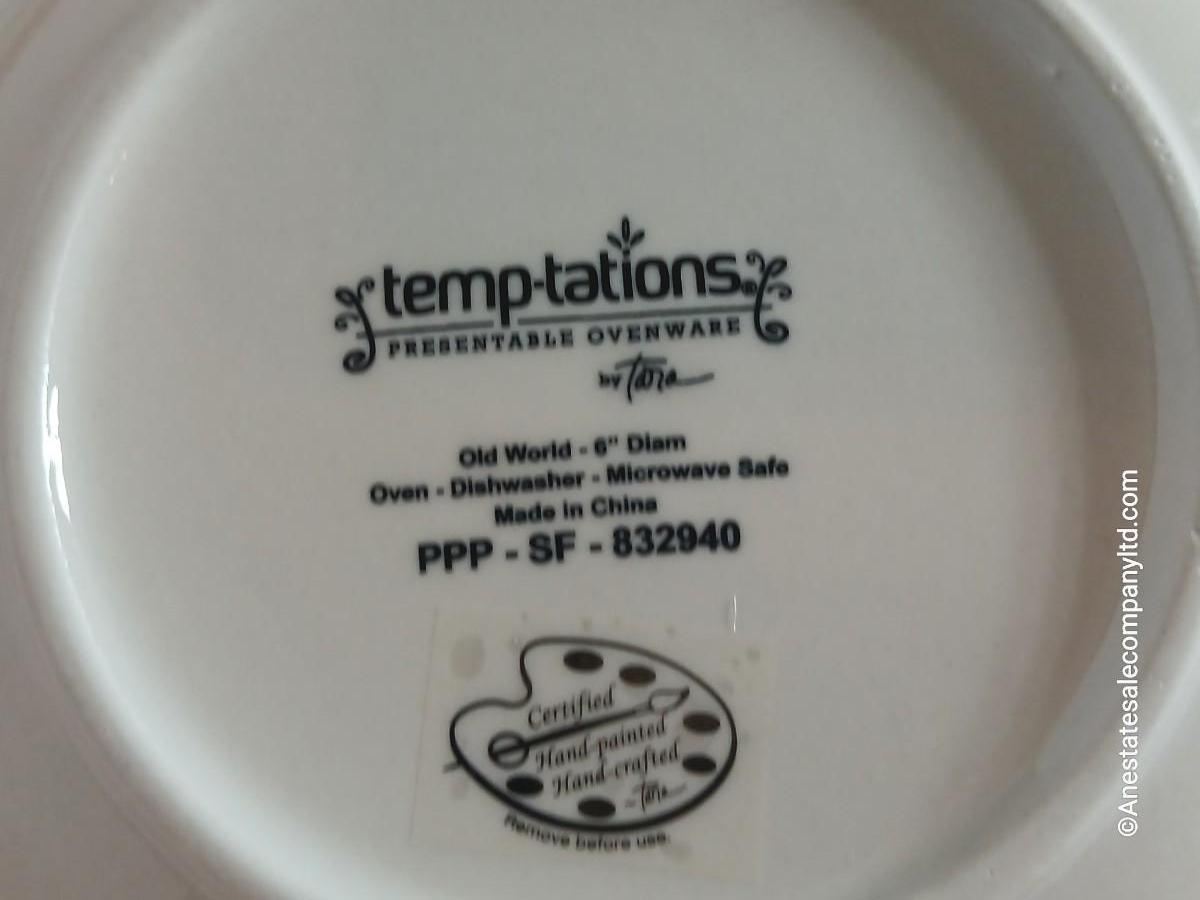 temp-tations
PRESENTABLE OVENWARE
by Tara
Old World - 6" Diam
Oven - Dishwasher - Microwave Safe
Made in China
PPP - SF - 832940
Certified
Hand-painted
Hand-crafted
- Tara
Remove before use.
©Anestatesalecompanyltd.com